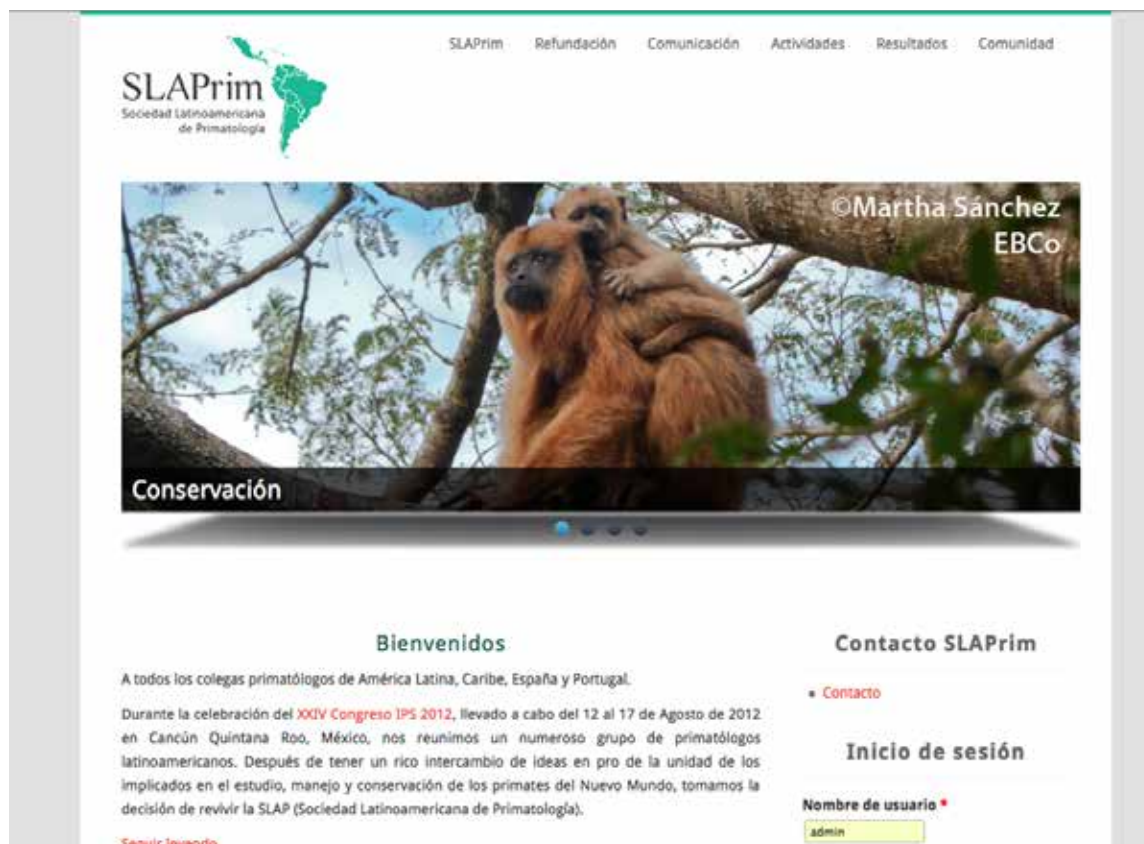 SLAPrim Refundación Comunicación Actividades Resultados Comunidad
SLAPrim
Sociedad Latinoamericana
de Primatología
©Martha Sánchez
EBCo
Conservación
Bienvenidos
A todos los colegas primatólogos de América Latina, Caribe, España y Portugal.
Durante la celebración del XXIV Congreso IPS 2012, llevado a cabo del 12 al 17 de Agosto de 2012
en Cancún Quintana Roo, México, nos reunimos un numeroso grupo de primatólogos
latinoamericanos. Después de tener un rico intercambio de ideas en pro de la unidad de los
implicados en el estudio, manejo y conservación de los primates del Nuevo Mundo, tomamos la
decisión de revivir la SLAP (Sociedad Latinoamericana de Primatología).
Seguir leyendo
Contacto SLAPrim
Contacto
Inicio de sesión
Nombre de usuario *
admin